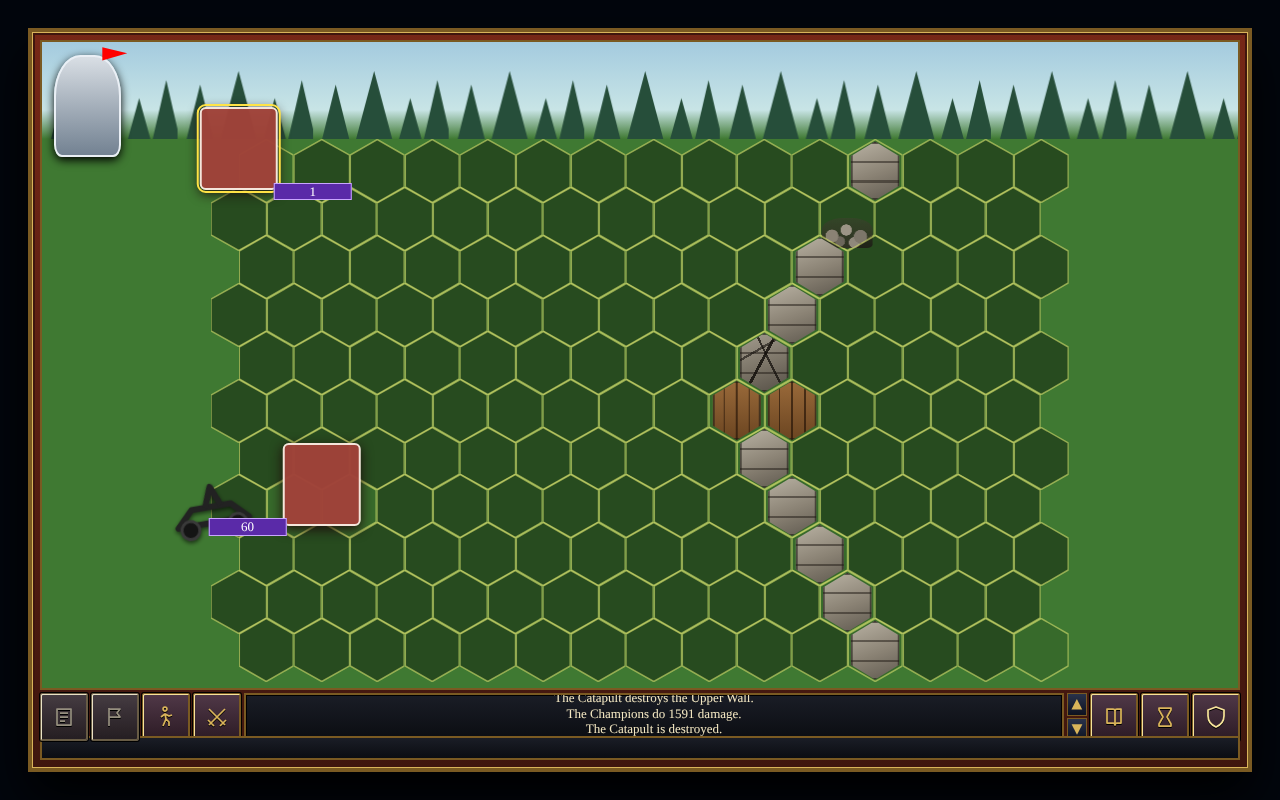 1
60
The Catapult destroys the Upper Wall.
The Champions do 1591 damage.
The Catapult is destroyed.